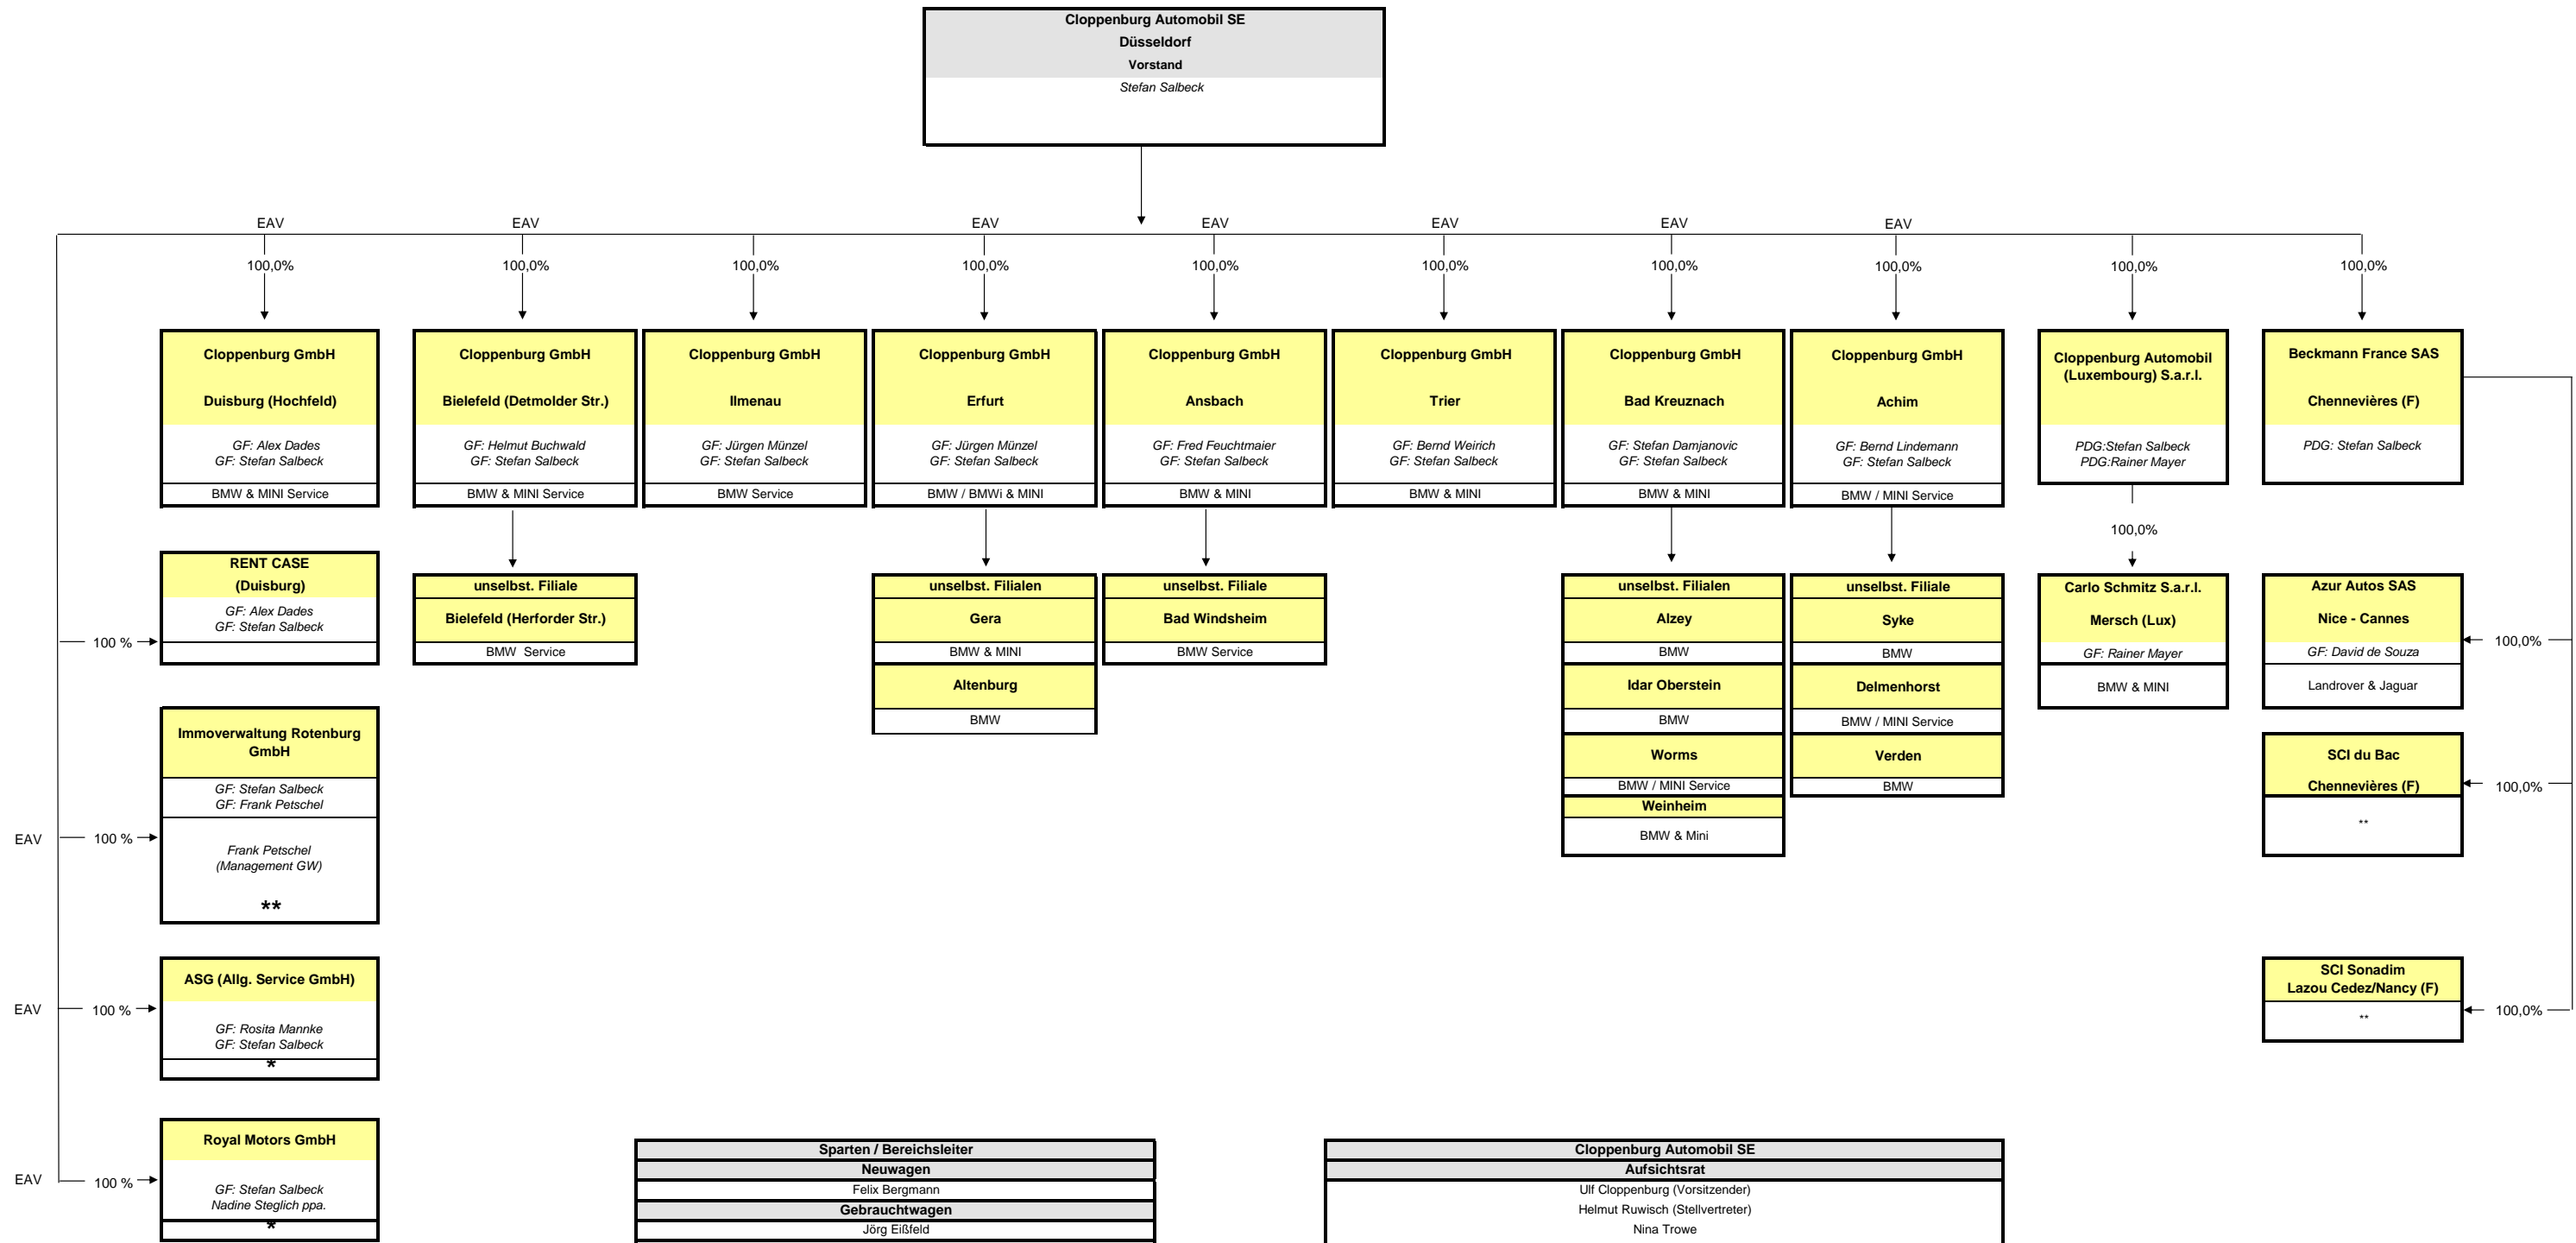 Cloppenburg Automobil SE
Düsseldorf
Vorstand
Stefan Salbeck
EAV EAV EAV EAV EAV EAV EAV
100,0% 100,0% 100,0% 100,0% 100,0% 100,0% 100,0% 100,0% 100,0% 100,0%
Cloppenburg GmbH
Duisburg (Hochfeld)
GF: Alex Dades
GF: Stefan Salbeck
BMW & MINI Service
Cloppenburg GmbH
Bielefeld (Detmolder Str.)
GF: Helmut Buchwald
GF: Stefan Salbeck
BMW & MINI Service
Cloppenburg GmbH
Ilmenau
GF: Jürgen Münzel
GF: Stefan Salbeck
BMW Service
Cloppenburg GmbH
Erfurt
GF: Jürgen Münzel
GF: Stefan Salbeck
BMW / BMWi & MINI
Cloppenburg GmbH
Ansbach
GF: Fred Feuchtmaier
GF: Stefan Salbeck
BMW & MINI
Cloppenburg GmbH
Trier
GF: Bernd Weirich
GF: Stefan Salbeck
BMW & MINI
Cloppenburg GmbH
Bad Kreuznach
GF: Stefan Damjanovic
GF: Stefan Salbeck
BMW & MINI
Cloppenburg GmbH
Achim
GF: Bernd Lindemann
GF: Stefan Salbeck
BMW / MINI Service
Cloppenburg Automobil
(Luxembourg) S.a.r.l.
PDG:Stefan Salbeck
PDG:Rainer Mayer
Beckmann France SAS
Chennevières (F)
PDG: Stefan Salbeck
100,0%
RENT CASE
(Duisburg)
GF: Alex Dades
GF: Stefan Salbeck
100 %
unselbst. Filiale
Bielefeld (Herforder Str.)
BMW  Service
unselbst. Filialen
Gera
BMW & MINI
Altenburg
BMW
unselbst. Filiale
Bad Windsheim
BMW Service
unselbst. Filialen
Alzey
BMW
Idar Oberstein
BMW
Worms
BMW / MINI Service
Weinheim
BMW & Mini
unselbst. Filiale
Syke
BMW
Delmenhorst
BMW / MINI Service
Verden
BMW
Carlo Schmitz S.a.r.l.
Mersch (Lux)
GF: Rainer Mayer
BMW & MINI
Azur Autos SAS
Nice - Cannes
GF: David de Souza
Landrover & Jaguar
100,0%
SCI du Bac
Chennevières (F)
**
100,0%
SCI Sonadim
Lazou Cedez/Nancy (F)
**
100,0%
Immoverwaltung Rotenburg
GmbH
GF: Stefan Salbeck
GF: Frank Petschel
Frank Petschel
(Management GW)
**
EAV 100 %
ASG (Allg. Service GmbH)
GF: Rosita Mannke
GF: Stefan Salbeck
*
EAV 100 %
Royal Motors GmbH
GF: Stefan Salbeck
Nadine Steglich ppa.
*
EAV 100 %
Sparten / Bereichsleiter
Neuwagen
Felix Bergmann
Gebrauchtwagen
Jörg Eißfeld
Cloppenburg Automobil SE
Aufsichtsrat
Ulf Cloppenburg (Vorsitzender)
Helmut Ruwisch (Stellvertreter)
Nina Trowe